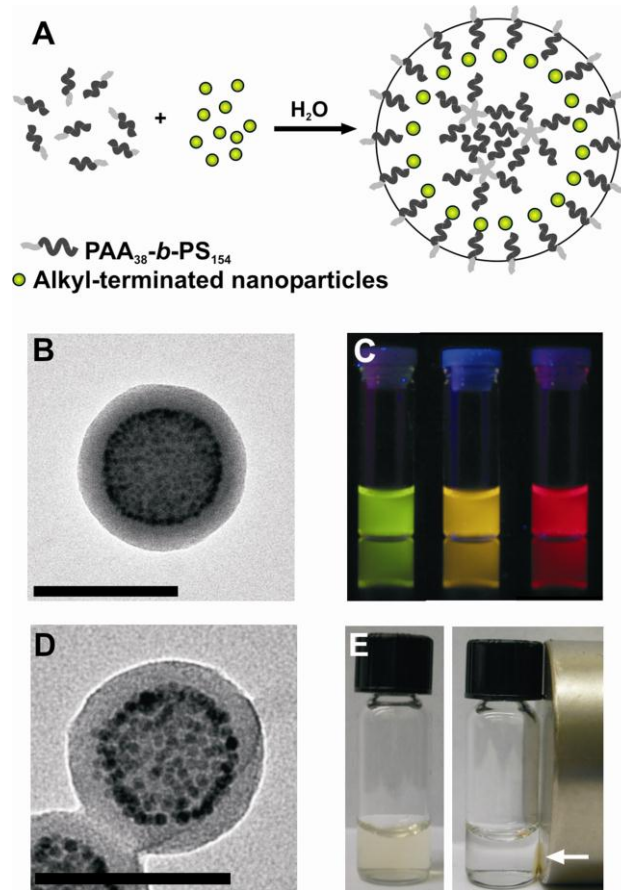 A
+
H₂O
PAA₃₈-b-PS₁₅₄
Alkyl-terminated nanoparticles
B
C
D
E